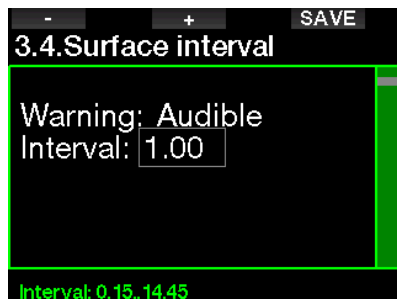 - + SAVE
3.4.Surface interval
Warning: Audible
Interval: 1.00
Interval: 0.15..14.45